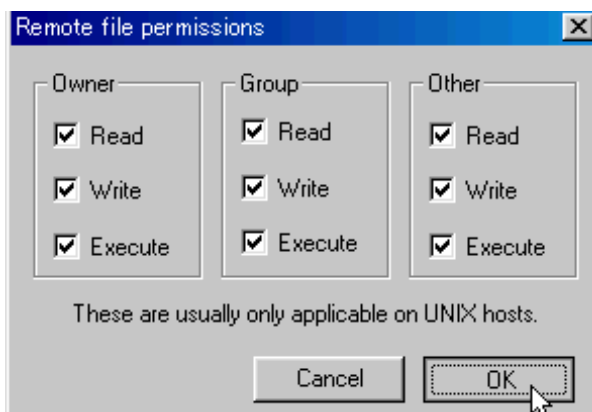 Remote file permissions
Owner
Group
Other
Read
Read
Read
Write
Write
Write
Execute
Execute
Execute
These are usually only applicable on UNIX hosts.
Cancel
OK